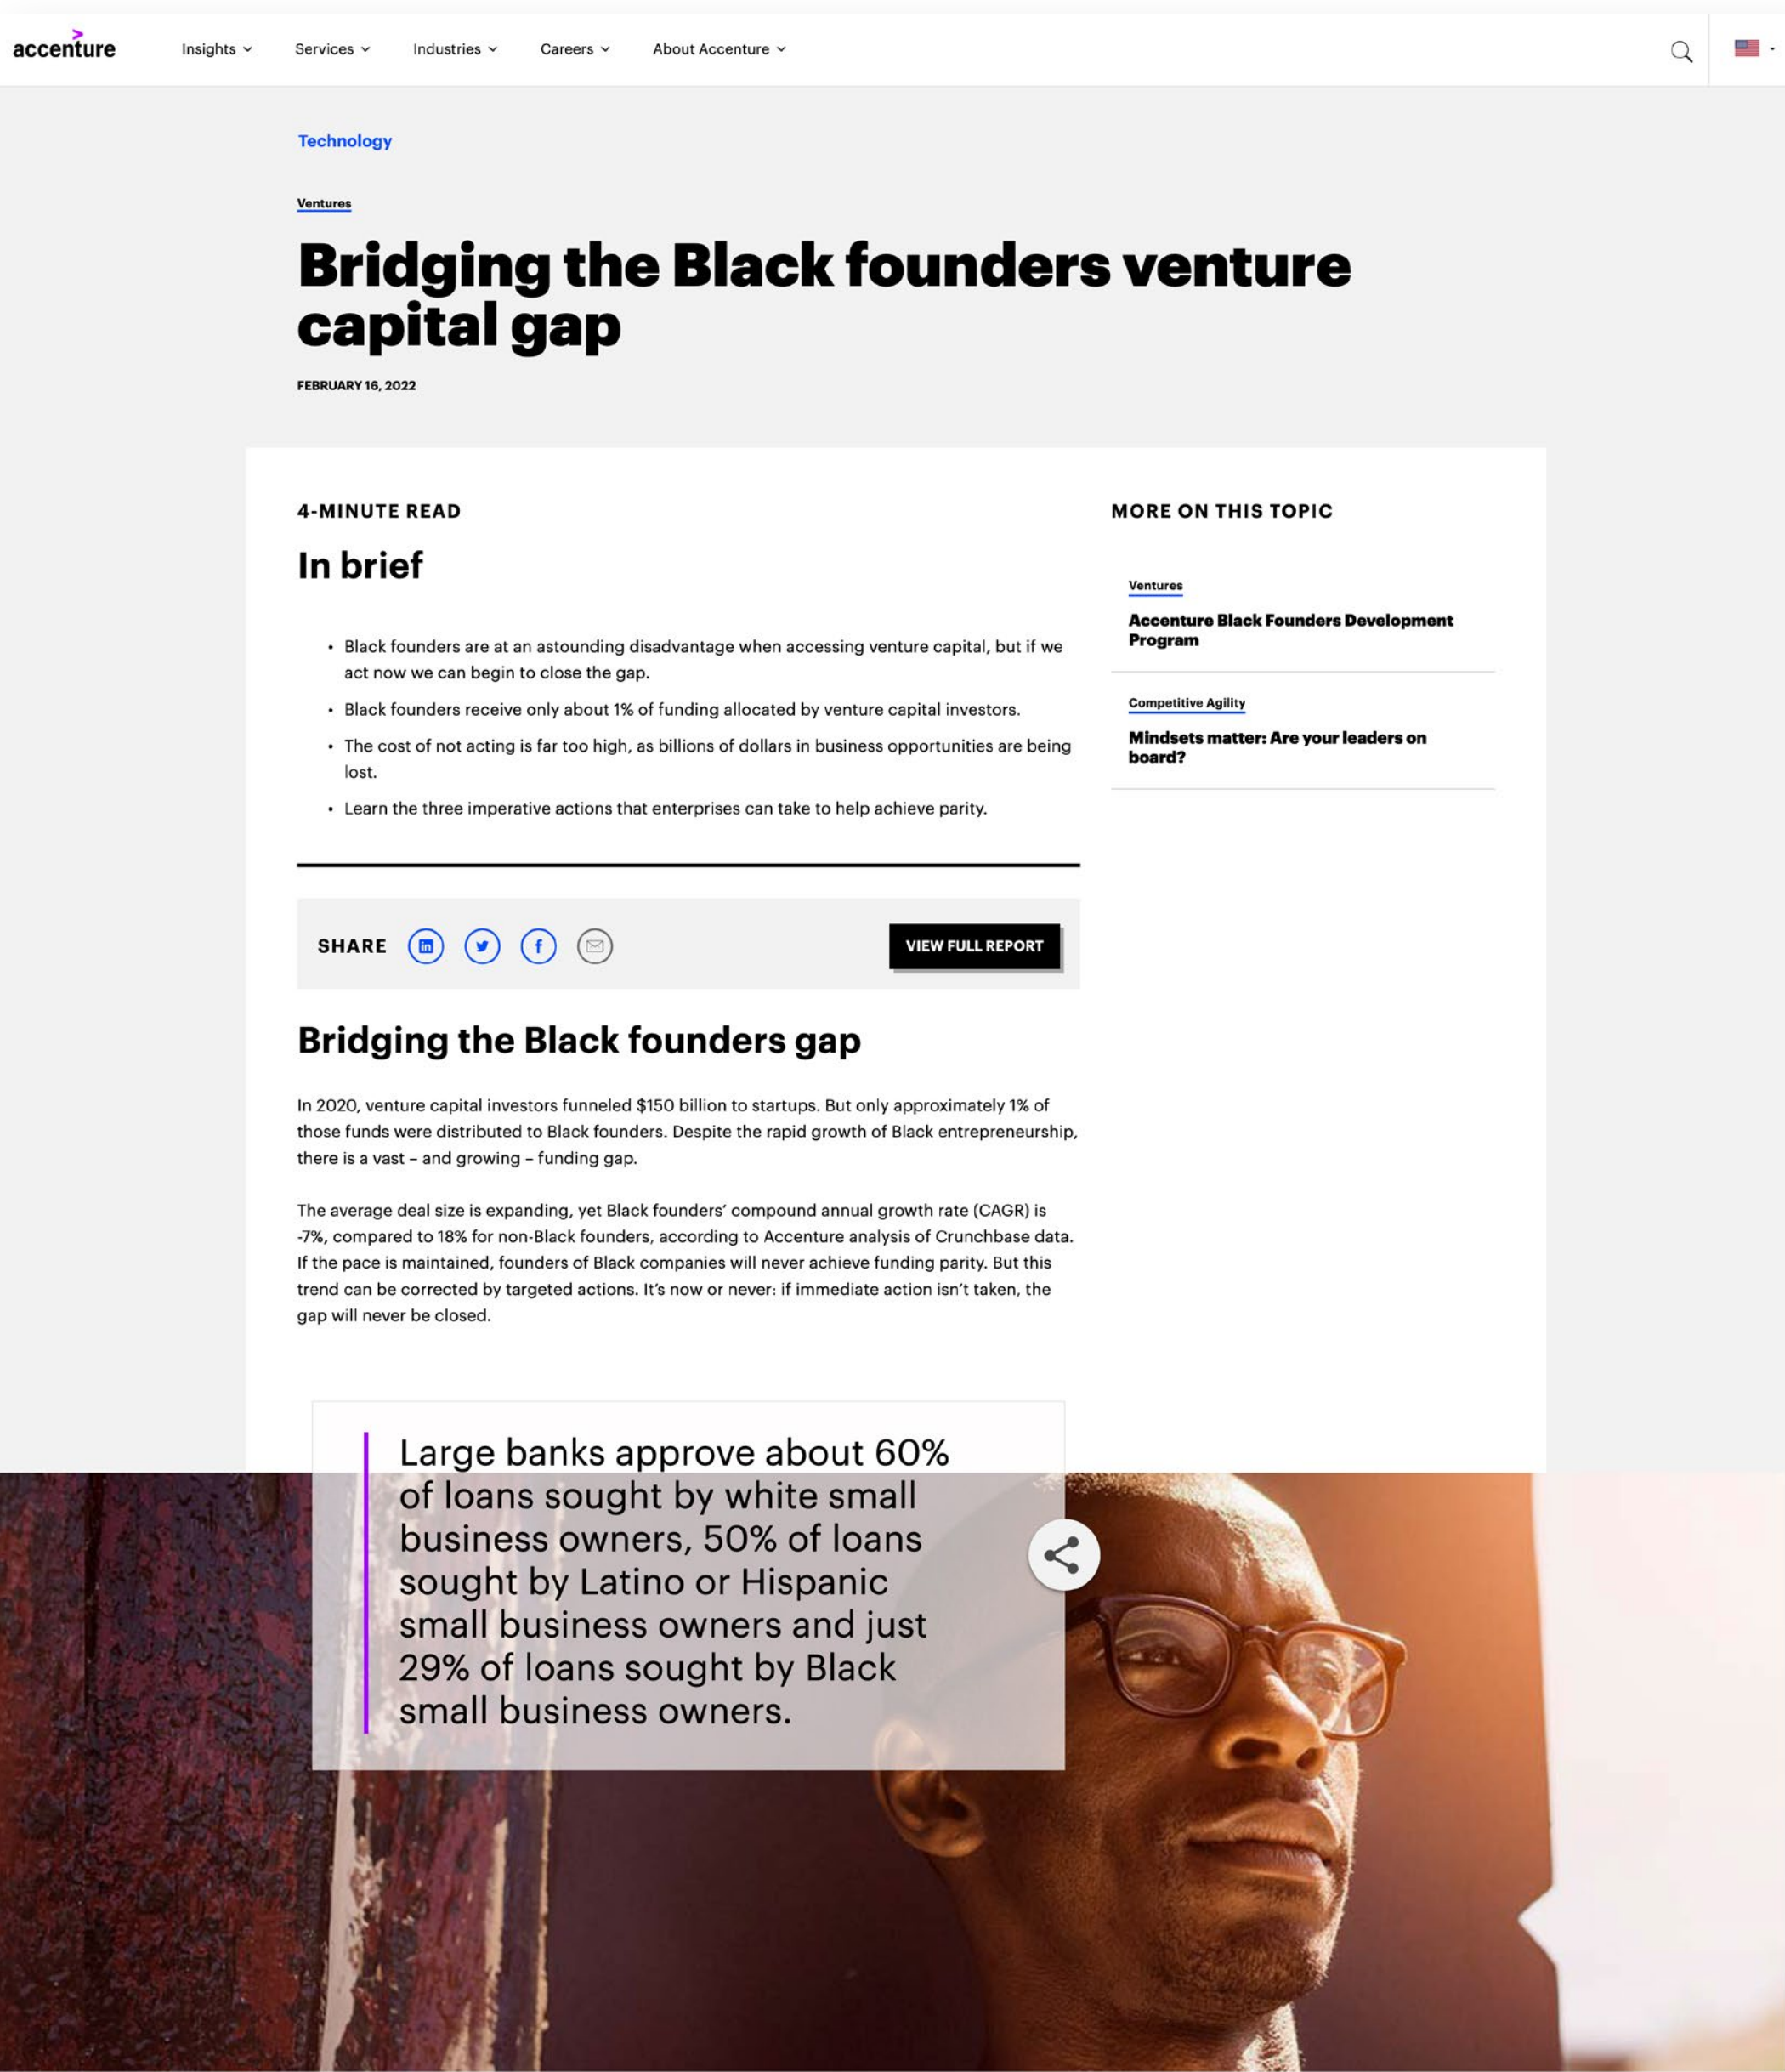 accenture
Insights
Services
Industries
Careers
About Accenture
Technology
Ventures
Bridging the Black founders venture
capital gap
FEBRUARY 16, 2022
4-MINUTE READ
In brief
• Black founders are at an astounding disadvantage when accessing venture capital, but if we
act now we can begin to close the gap.
• Black founders receive only about 1% of funding allocated by venture capital investors.
• The cost of not acting is far too high, as billions of dollars in business opportunities are being
lost.
• Learn the three imperative actions that enterprises can take to help achieve parity.
MORE ON THIS TOPIC
Ventures
Accenture Black Founders Development
Program
Competitive Agility
Mindsets matter: Are your leaders on
board?
SHARE
VIEW FULL REPORT
Bridging the Black founders gap
In 2020, venture capital investors funneled $150 billion to startups. But only approximately 1% of
those funds were distributed to Black founders. Despite the rapid growth of Black entrepreneurship,
there is a vast – and growing – funding gap.
The average deal size is expanding, yet Black founders’ compound annual growth rate (CAGR) is
-7%, compared to 18% for non-Black founders, according to Accenture analysis of Crunchbase data.
If the pace is maintained, founders of Black companies will never achieve funding parity. But this
trend can be corrected by targeted actions. It’s now or never: if immediate action isn’t taken, the
gap will never be closed.
Large banks approve about 60%
of loans sought by white small
business owners, 50% of loans
sought by Latino or Hispanic
small business owners and just
29% of loans sought by Black
small business owners.